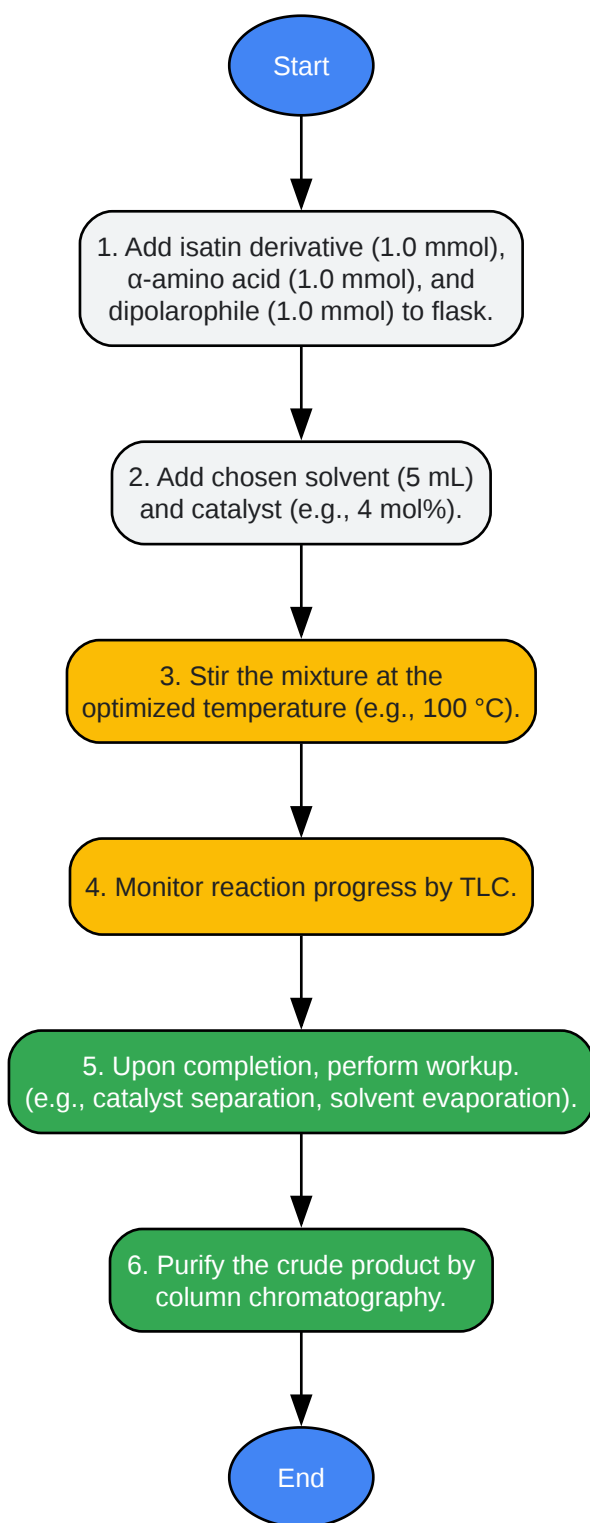 Start
1. Add isatin derivative (1.0 mmol),
α-amino acid (1.0 mmol), and
dipolarophile (1.0 mmol) to flask.
2. Add chosen solvent (5 mL)
and catalyst (e.g., 4 mol%).
3. Stir the mixture at the
optimized temperature (e.g., 100 °C).
4. Monitor reaction progress by TLC.
5. Upon completion, perform workup.
(e.g., catalyst separation, solvent evaporation).
6. Purify the crude product by
column chromatography.
End